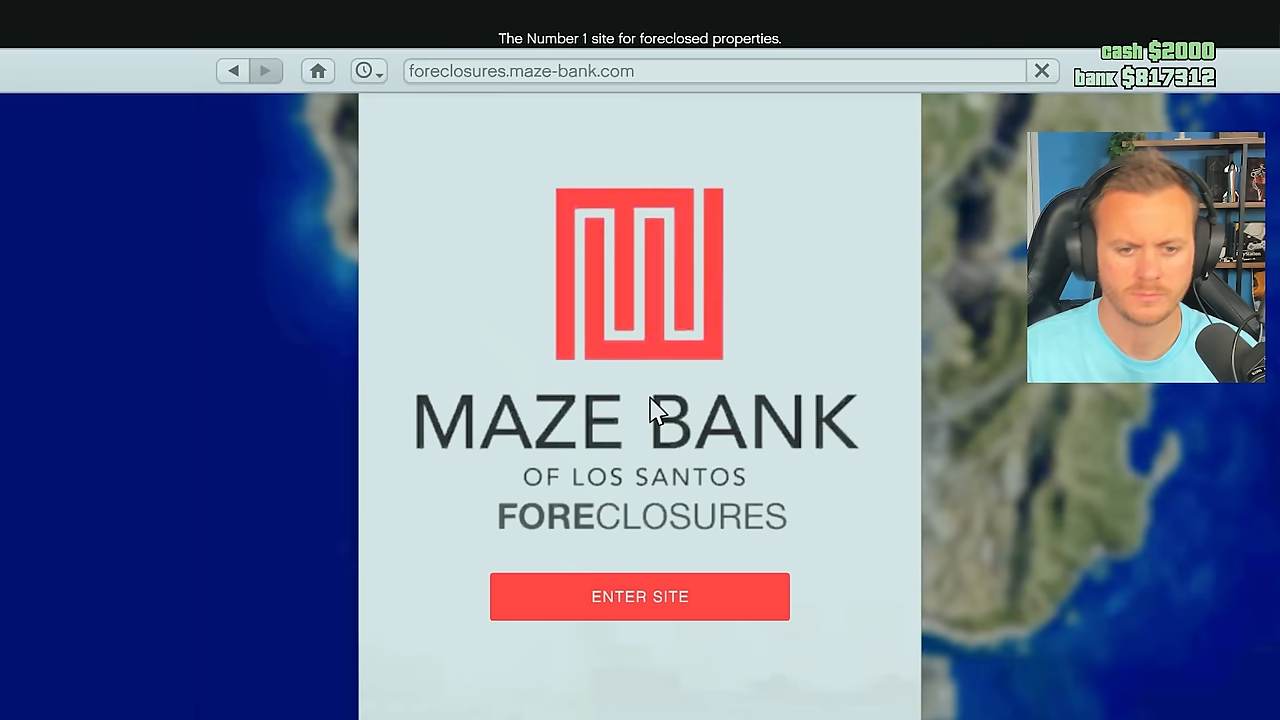 The Number 1 site for foreclosed properties.
cash $2000
foreclosures.maze-bank.com
bank $817312
MAZE BANK
OF LOS SANTOS
FORECLOSURES
ENTER SITE